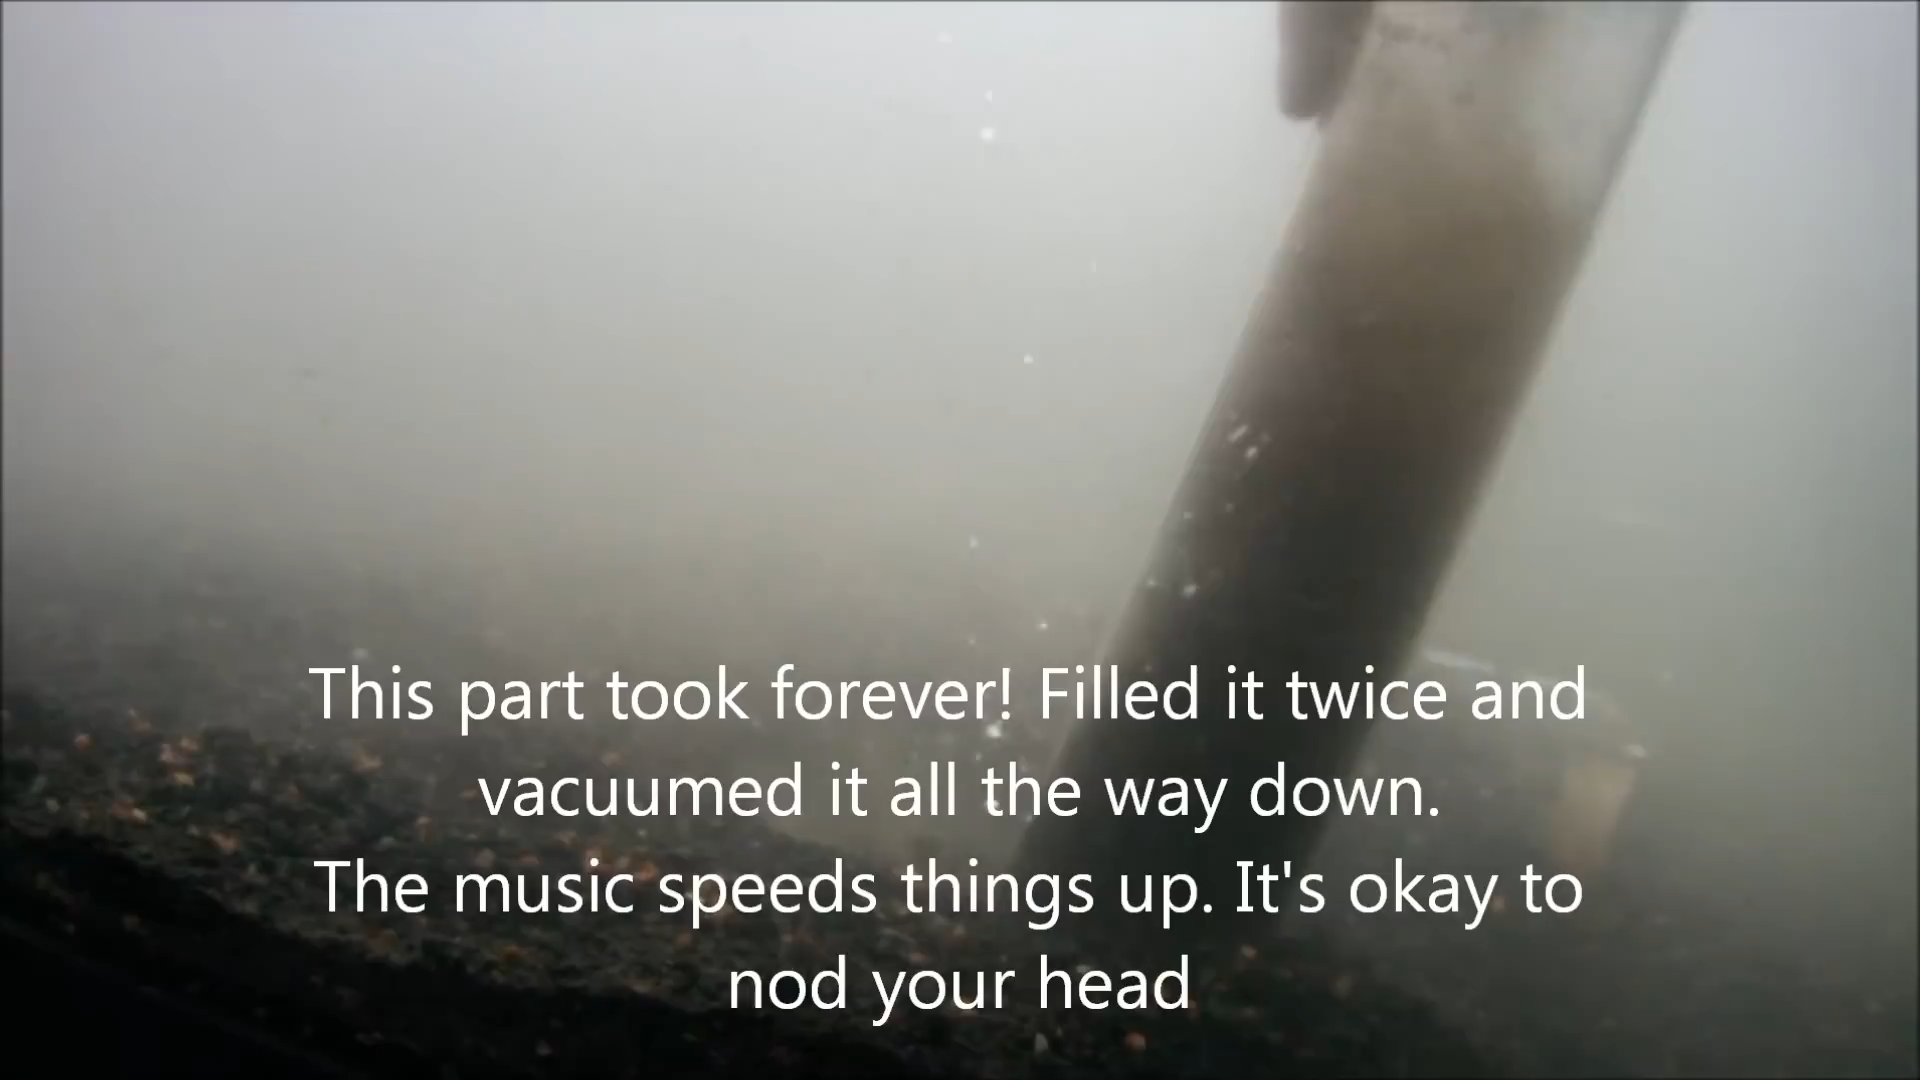 This part took forever! Filled it twice and
vacuumed it all the way down.
The music speeds things up. It's okay to
nod your head